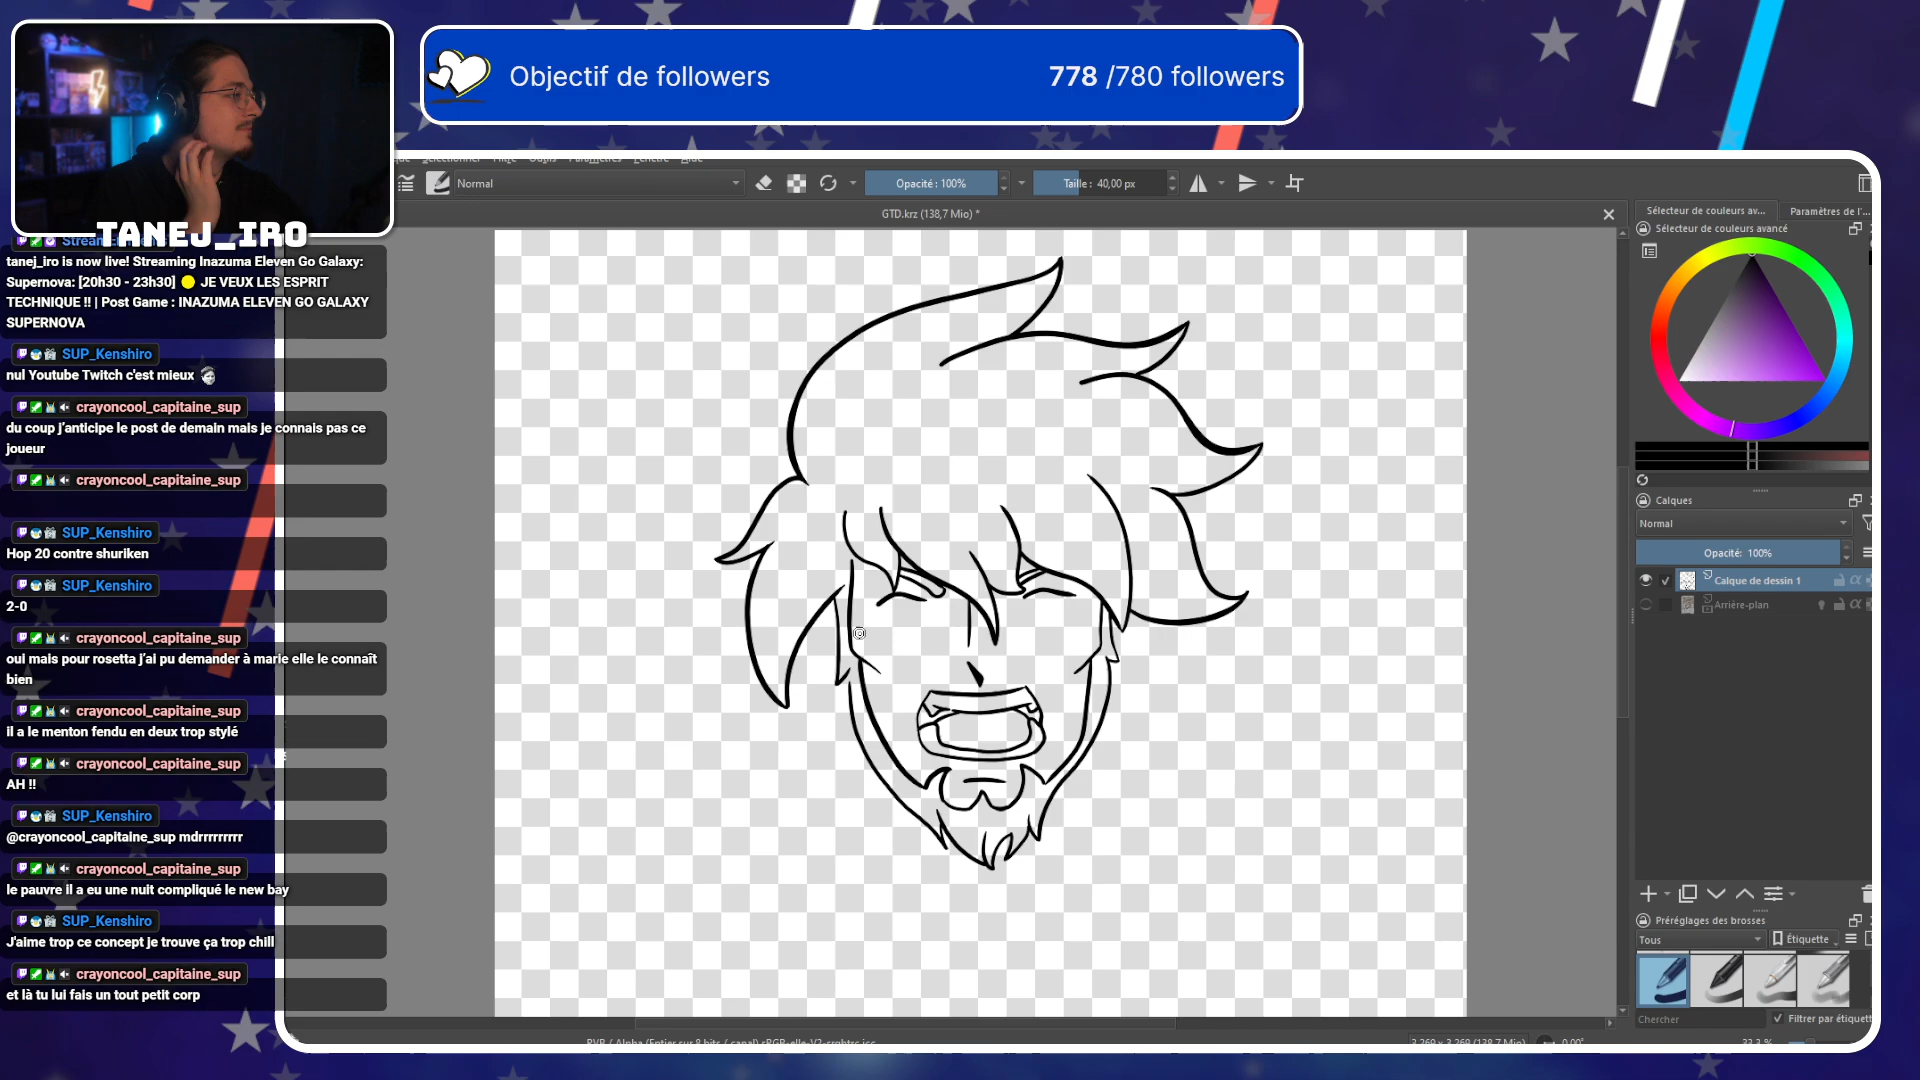 Objectif de followers
778 /780 followers
TANEJ_IRO
tanej_iro is now live! Streaming Inazuma Eleven Go Galaxy:
Supernova: [20h30 - 23h30] 🟡 JE VEUX LES ESPRIT
TECHNIQUE !! | Post Game : INAZUMA ELEVEN GO GALAXY
SUPERNOVA
SUP_Kenshiro
nul Youtube Twitch c'est mieux
crayoncool_capitaine_sup
du coup j'anticipe le post de demain mais je connais pas ce
joueur
crayoncool_capitaine_sup
SUP_Kenshiro
Hop 20 contre shuriken
SUP_Kenshiro
2-0
crayoncool_capitaine_sup
oui mais pour rosetta j'ai pu demander à marie elle le connaît
bien
crayoncool_capitaine_sup
il a le menton fendu en deux trop stylé
crayoncool_capitaine_sup
AH !!
SUP_Kenshiro
@crayoncool_capitaine_sup mdrrrrrrrrr
crayoncool_capitaine_sup
le pauvre il a eu une nuit compliqué le new bay
SUP_Kenshiro
J'aime trop ce concept je trouve ça trop chill
crayoncool_capitaine_sup
et là tu lui fais un tout petit corp
Normal
Opacité : 100%
Taille : 40,00 px
GTD.krz (138,7 Mio) *
Sélecteur de couleurs av...
Paramètres de l'...
Sélecteur de couleurs avancé
Calques
Normal
Opacité: 100%
Calque de dessin 1
Arrière-plan
Préréglages des brosses
Tous
Étiquette
Chercher
Filtrer par étiquett